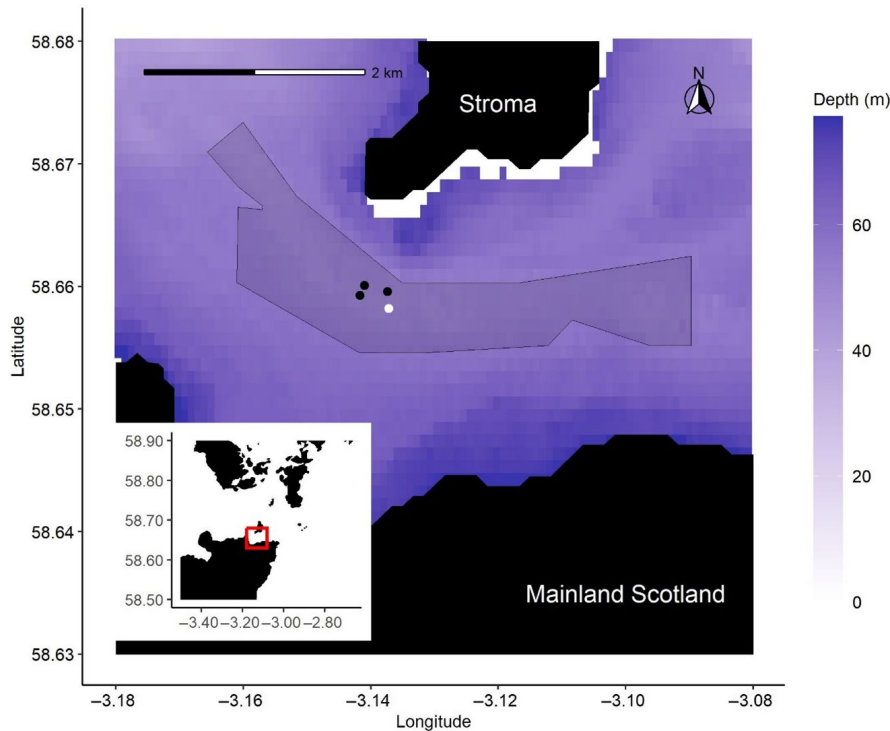 58.68
58.67
58.66
58.65
58.64
58.63
Latitude
2 km
Stroma
N
Depth (m)
60
40
20
0
58.90
58.80
58.70
58.60
58.50
−3.40 −3.20 −3.00 −2.80
Mainland Scotland
−3.18 −3.16 −3.14 −3.12 −3.10 −3.08
Longitude